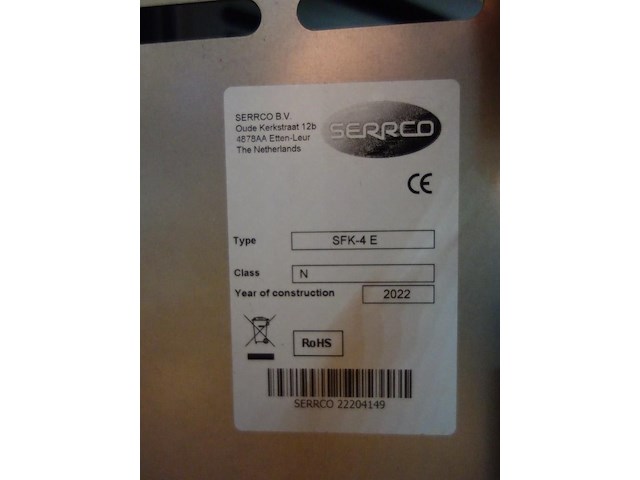 SERRCO B.V.
Oude Kerkstraat 12b
4878AA Etten-Leur
The Netherlands
SERRCO
CE
Type SFK-4 E
Class N
Year of construction 2022
RoHS
SERRCO 22204149